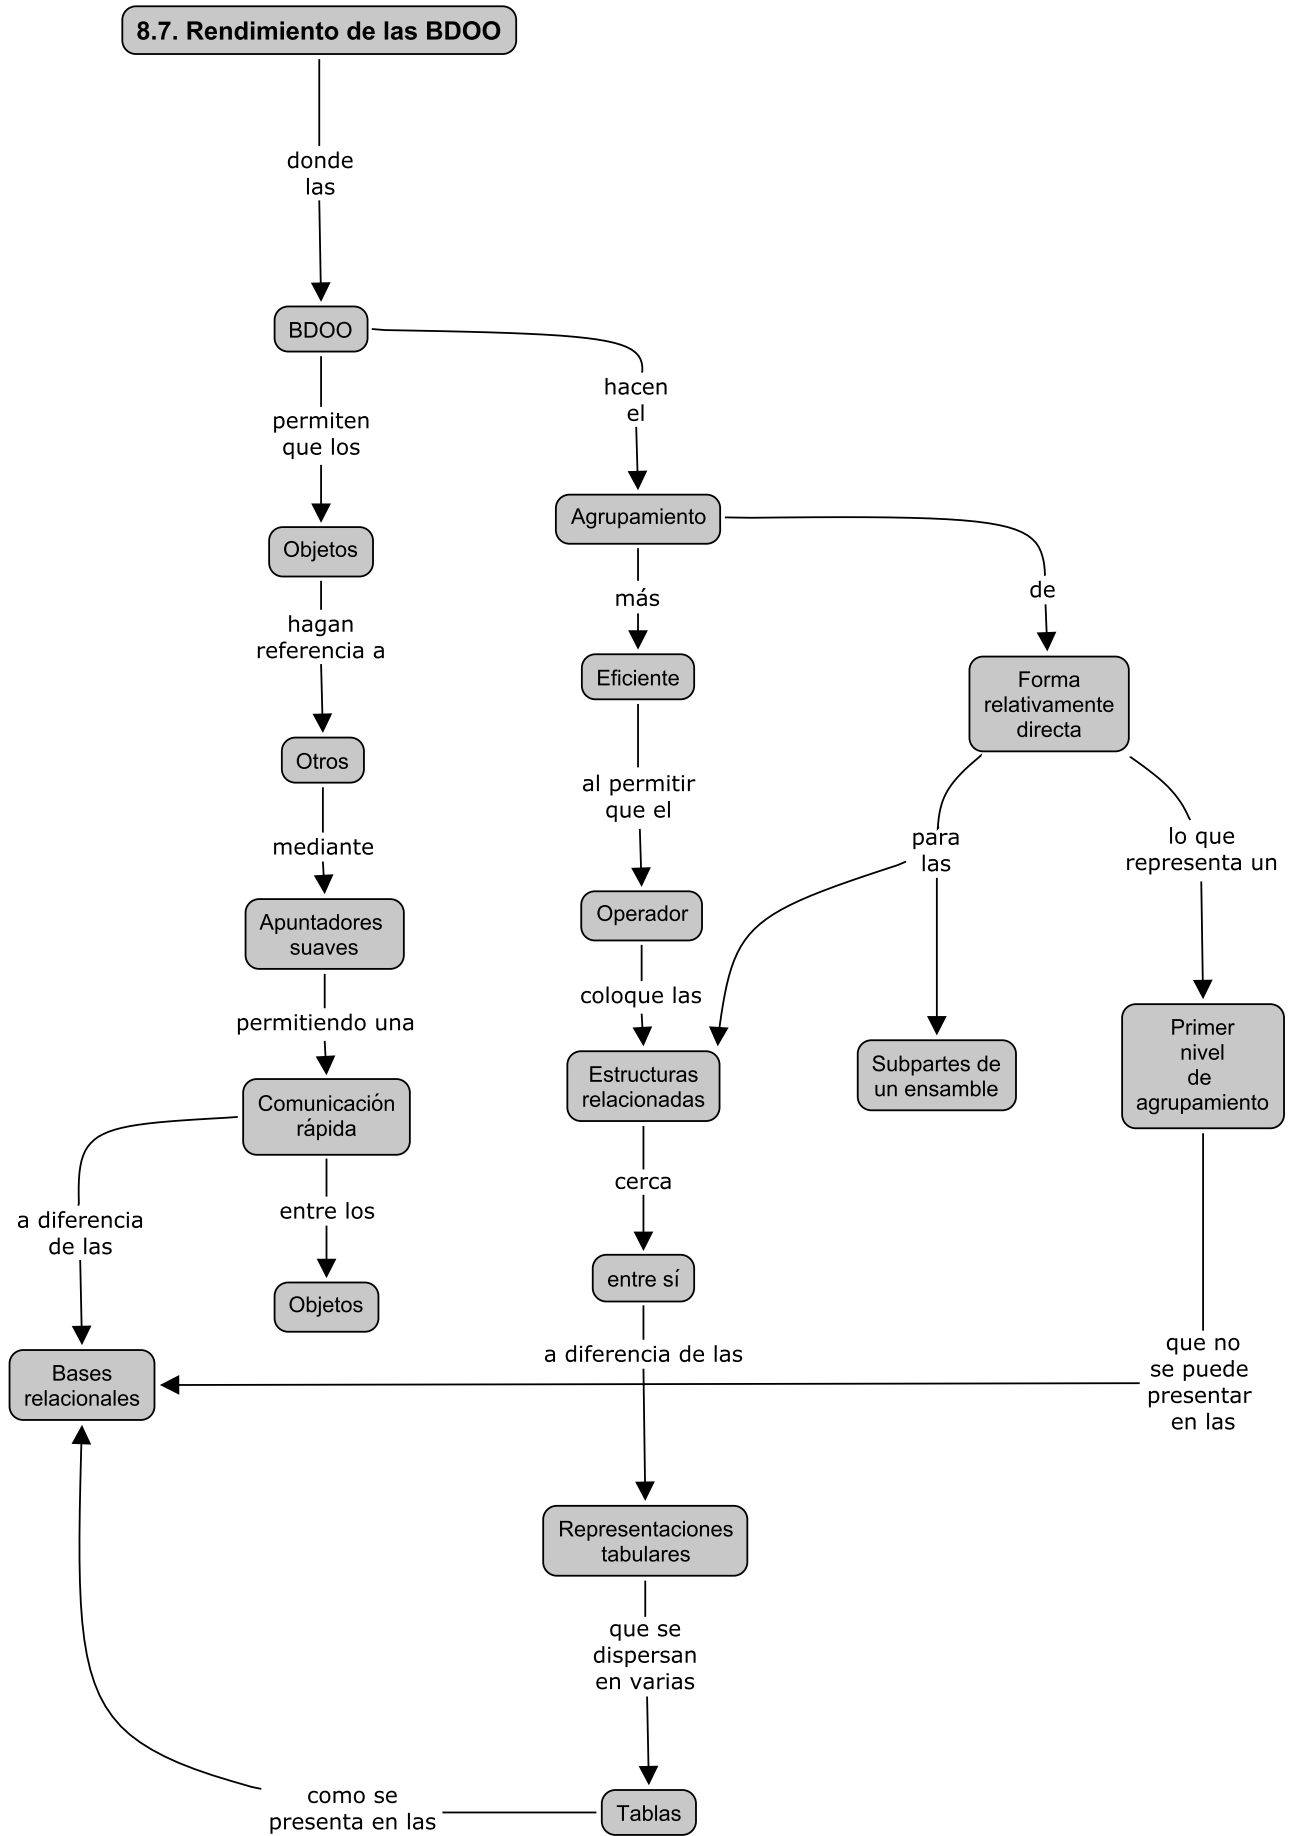 8.7. Rendimiento de las BDOO
donde
las
BDOO
hacen
el
permiten
que los
Agrupamiento
Objetos
de
más
hagan
referencia a
Eficiente
Forma
relativamente
directa
Otros
al permitir
que el
mediante
para
las
lo que
representa un
Operador
Apuntadores
suaves
coloque las
permitiendo una
Primer
nivel
de
agrupamiento
Estructuras
relacionadas
Subpartes de
un ensamble
Comunicación
rápida
cerca
entre los
a diferencia
de las
entre sí
Objetos
a diferencia de las
que no
se puede
presentar
en las
Bases
relacionales
Representaciones
tabulares
que se
dispersan
en varias
como se
presenta en las
Tablas